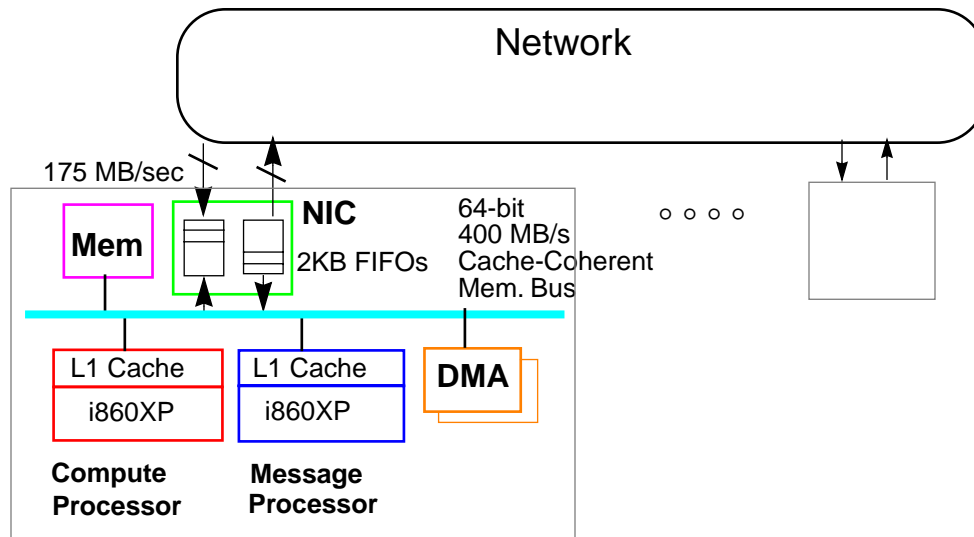 Network
175 MB/sec
NIC
Mem
2KB FIFOs
64-bit
400 MB/s
Cache-Coherent
Mem. Bus
L1 Cache
i860XP
L1 Cache
i860XP
DMA
Compute
Processor
Message
Processor